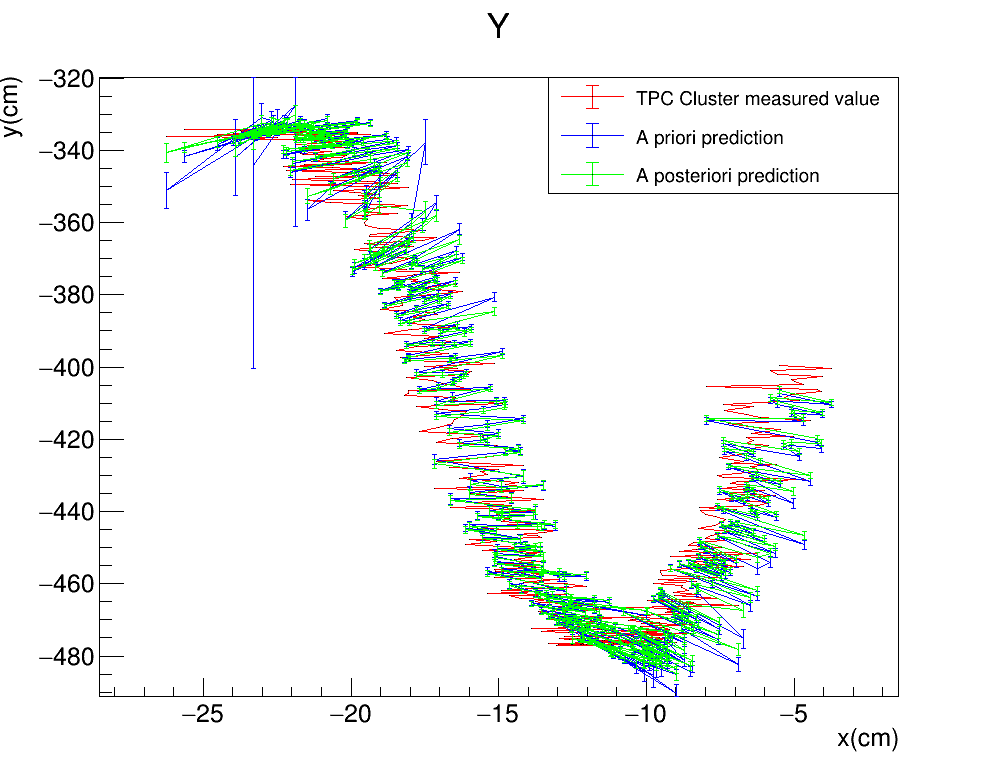 Y
y(cm)
−320
−340
−360
−380
−400
−420
−440
−460
−480
TPC Cluster measured value
A priori prediction
A posteriori prediction
−25 −20 −15 −10 −5
x(cm)